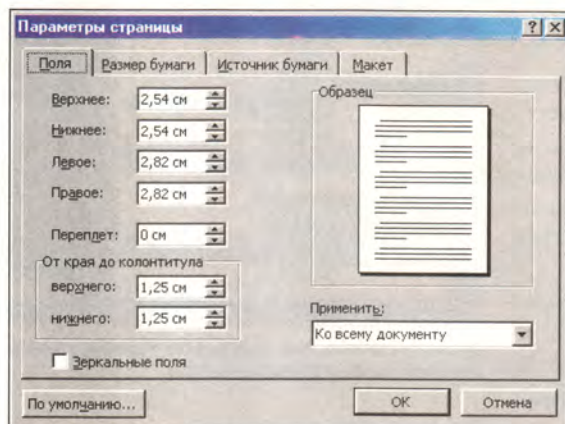 Параметры страницы
Поля Размер бумаги Источник бумаги Макет
Верхнее: 2,54 см
Нижнее: 2,54 см
Левое: 2,82 см
Правое: 2,82 см
Переплет: 0 см
От края до колонтитула
верхнего: 1,25 см
нижнего: 1,25 см
Зеркальные поля
Образец
Применить:
Ко всему документу
По умолчанию... ОК Отмена